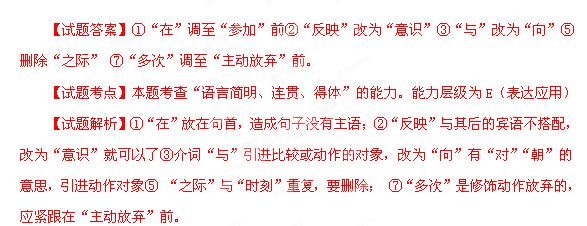 【试题答案】①“在”调至“参加”前②“反映”改为“意识”③“与”改为“向”⑤
删除“之际” ⑦“多次”调至“主动放弃”前。
【试题考点】本题考查“语言简明、连贯、得体”的能力。能力层级为 E（表达应用）
【试题解析】①“在”放在句首，造成句子没有主语；②“反映”与其后的宾语不搭配，
改为“意识”就可以了③介词“与”引进比较或动作的对象，改为“向”有“对”“朝”的
意思，引进动作对象⑤ “之际”与“时刻”重复，要删除； ⑦“多次”是修饰动作放弃的，
应紧跟在“主动放弃”前。